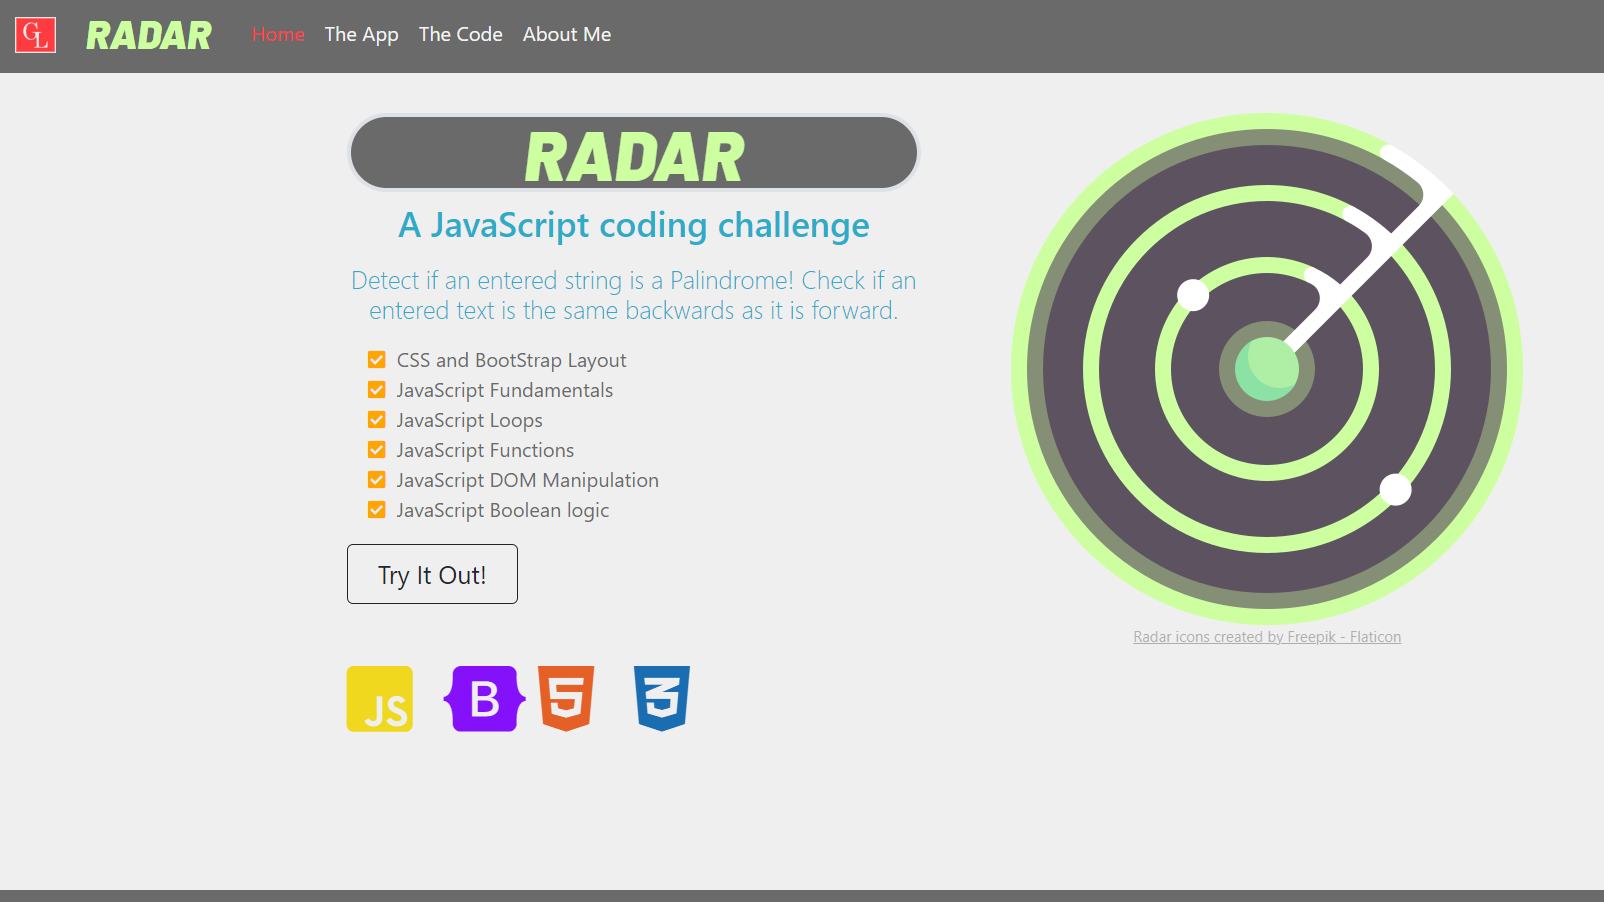 GL RADAR Home The App The Code About Me
RADAR
A JavaScript coding challenge
Detect if an entered string is a Palindrome! Check if an
entered text is the same backwards as it is forward.
CSS and BootStrap Layout
JavaScript Fundamentals
JavaScript Loops
JavaScript Functions
JavaScript DOM Manipulation
JavaScript Boolean logic
Try It Out!
Radar icons created by Freepik - Flaticon
JS B 5 3